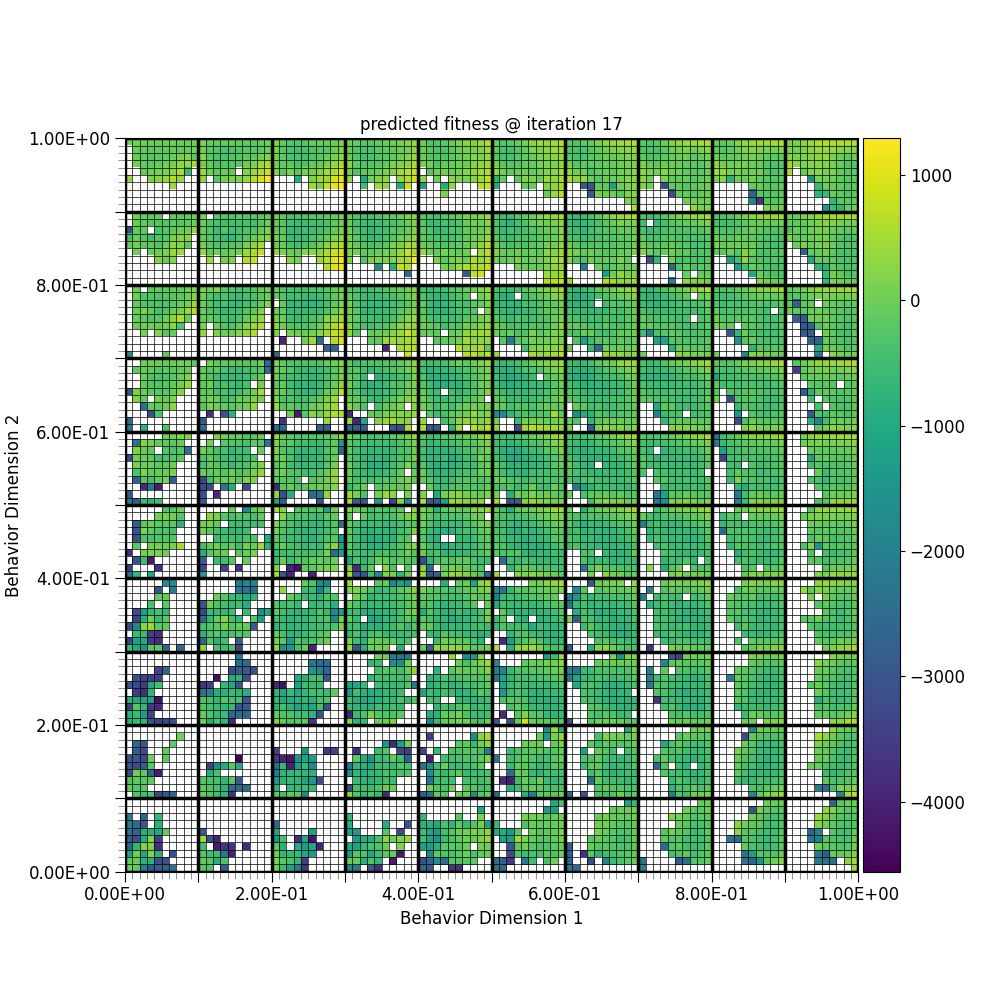 predicted fitness @ iteration 17
1.00E+00
8.00E-01
6.00E-01
4.00E-01
2.00E-01
0.00E+00
Behavior Dimension 2
0.00E+00 2.00E-01 4.00E-01 6.00E-01 8.00E-01 1.00E+00
Behavior Dimension 1
1000
0
−1000
−2000
−3000
−4000